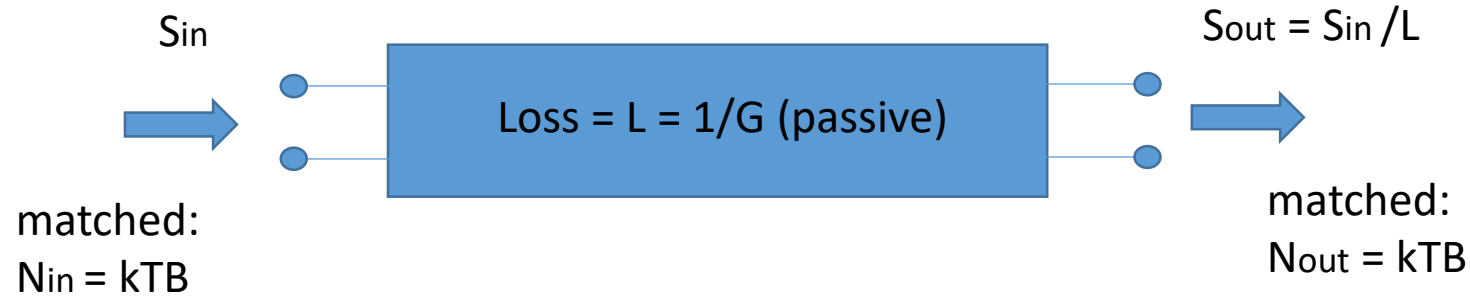 Sin
Sout = Sin /L
Loss = L = 1/G (passive)
matched:
Nin = kTB
matched:
Nout = kTB